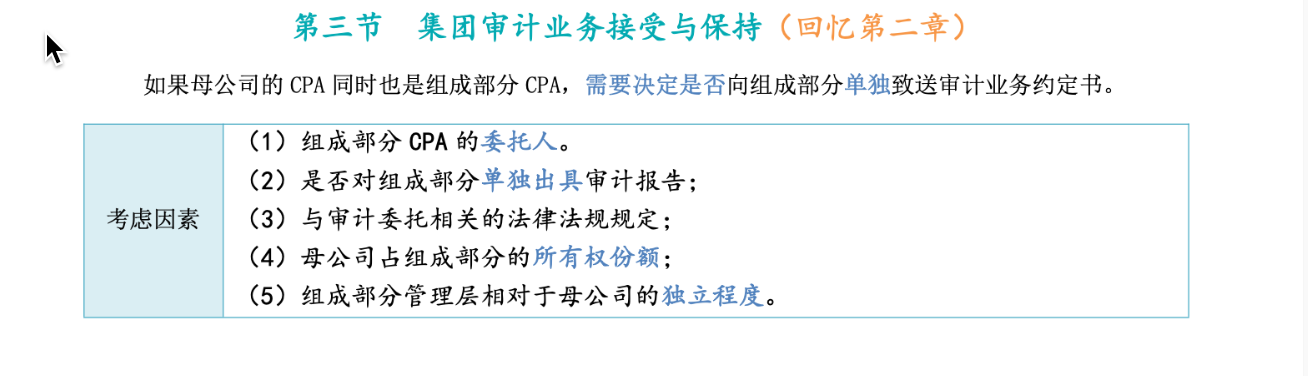 第三节 集团审计业务接受与保持（回忆第二章）
如果母公司的 CPA 同时也是组成部分 CPA，需要决定是否向组成部分单独致送审计业务约定书。
考虑因素
（1）组成部分 CPA 的委托人。
（2）是否对组成部分单独出具审计报告；
（3）与审计委托相关的法律法规规定；
（4）母公司占组成部分的所有权份额；
（5）组成部分管理层相对于母公司的独立程度。